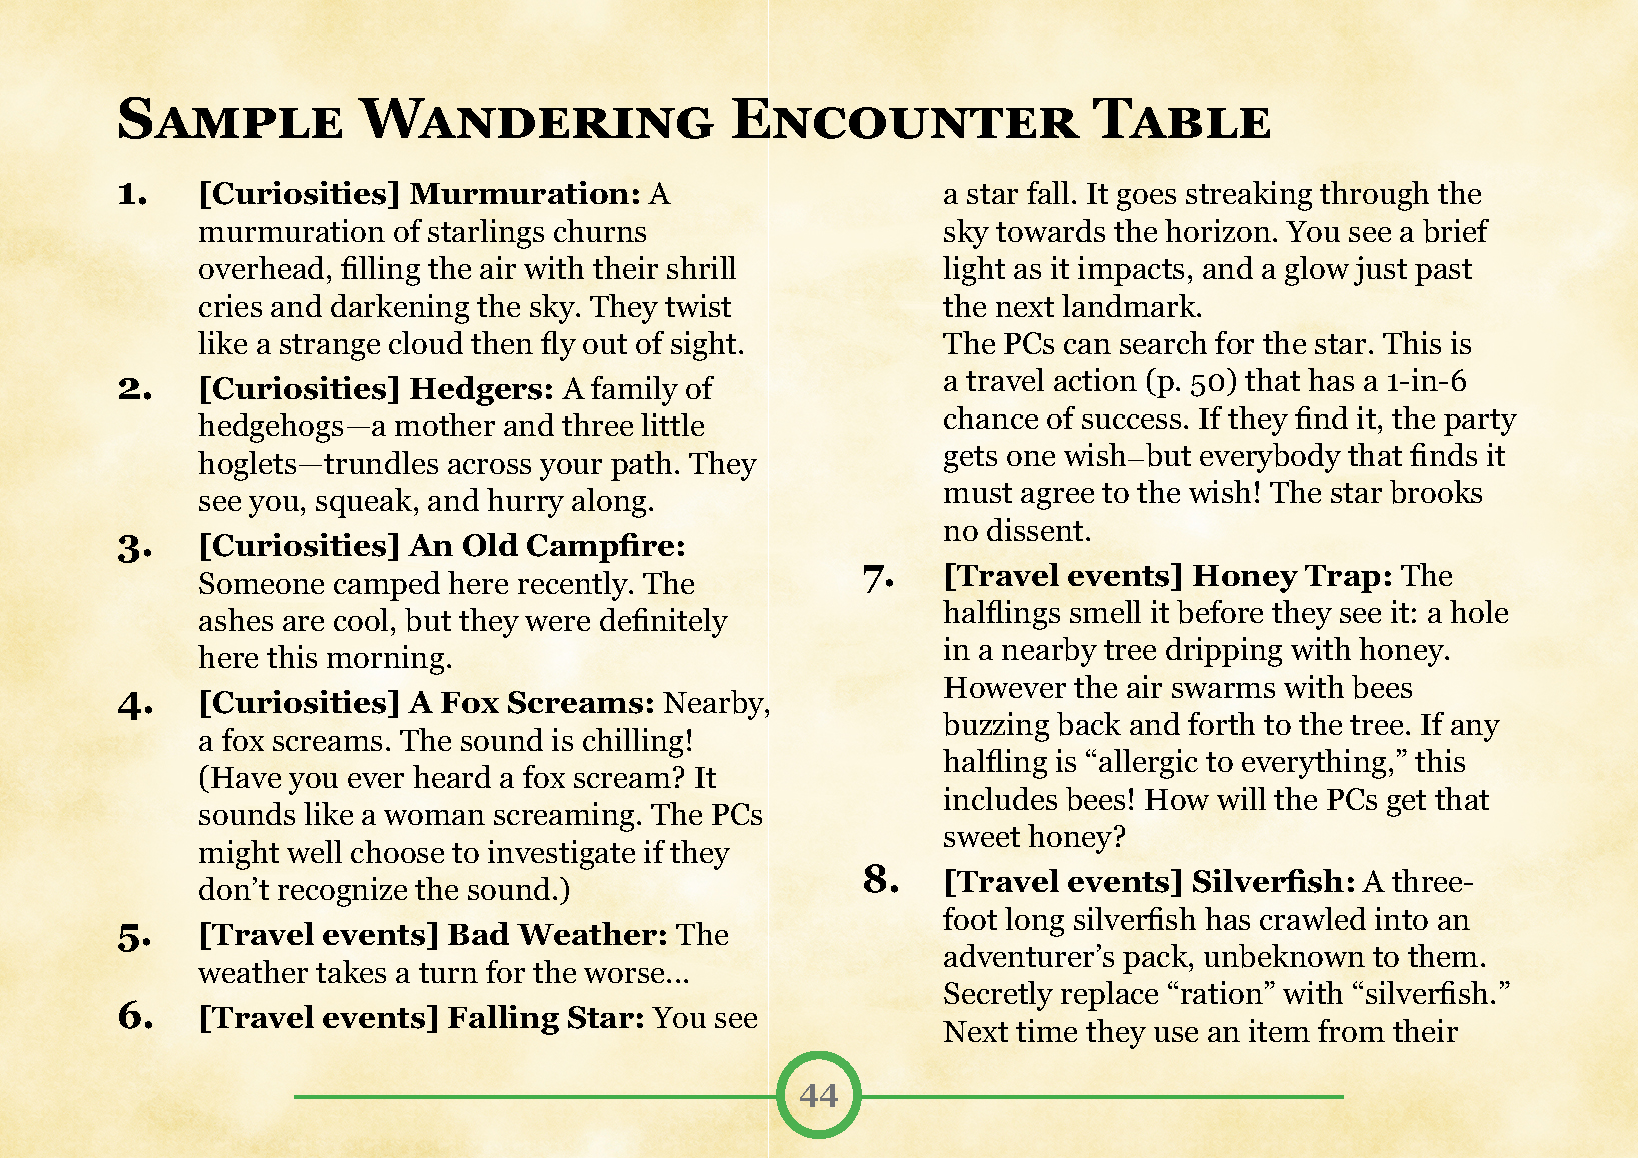 Sample Wandering Encounter Table
1. [Curiosities] Murmuration: A
murmuration of starlings churns
overhead, filling the air with their shrill
cries and darkening the sky. They twist
like a strange cloud then fly out of sight.
2. [Curiosities] Hedgers: A family of
hedgehogs—a mother and three little
hoglets—trundles across your path. They
see you, squeak, and hurry along.
3. [Curiosities] An Old Campfire:
Someone camped here recently. The
ashes are cool, but they were definitely
here this morning.
4. [Curiosities] A Fox Screams: Nearby,
a fox screams. The sound is chilling!
(Have you ever heard a fox scream? It
sounds like a woman screaming. The PCs
might well choose to investigate if they
don’t recognize the sound.)
5. [Travel events] Bad Weather: The
weather takes a turn for the worse...
6. [Travel events] Falling Star: You see
a star fall. It goes streaking through the
sky towards the horizon. You see a brief
light as it impacts, and a glow just past
the next landmark.
The PCs can search for the star. This is
a travel action (p. 50) that has a 1-in-6
chance of success. If they find it, the party
gets one wish—but everybody that finds it
must agree to the wish! The star brooks
no dissent.
7. [Travel events] Honey Trap: The
halflings smell it before they see it: a hole
in a nearby tree dripping with honey.
However the air swarms with bees
buzzing back and forth to the tree. If any
halfling is “allergic to everything,” this
includes bees! How will the PCs get that
sweet honey?
8. [Travel events] Silverfish: A three-
foot long silverfish has crawled into an
adventurer’s pack, unbeknown to them.
Secretly replace “ration” with “silverfish.”
Next time they use an item from their
44